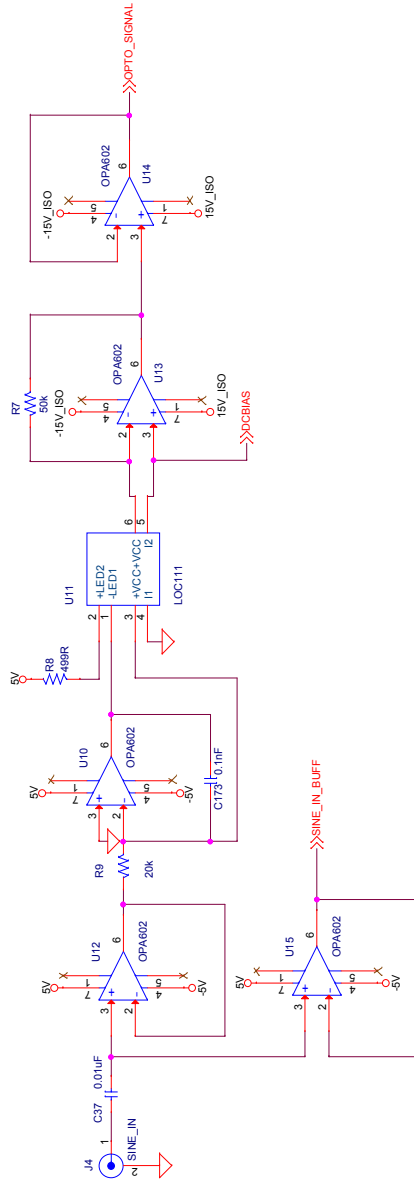 J4
SINE_IN
1
2
C37
0.01uF
U12
OPA602
5V
-5V
3
2
7
1
5
4
6
R9
20k
U10
OPA602
5V
-5V
3
2
7
1
5
4
6
C173
0.1nF
5V
R8
499R
U11
LOC111
2
1
3
4
+LED2
-LED1
+VCC+VCC
I1
I2
6
5
R7
50k
-15V_ISO
OPA602
U13
2
3
4
5
7
1
6
15V_ISO
DCBIAS
-15V_ISO
OPA602
U14
2
3
4
5
7
1
6
15V_ISO
OPTO_SIGNAL
U15
OPA602
5V
-5V
3
2
7
1
5
4
6
SINE_IN_BUFF